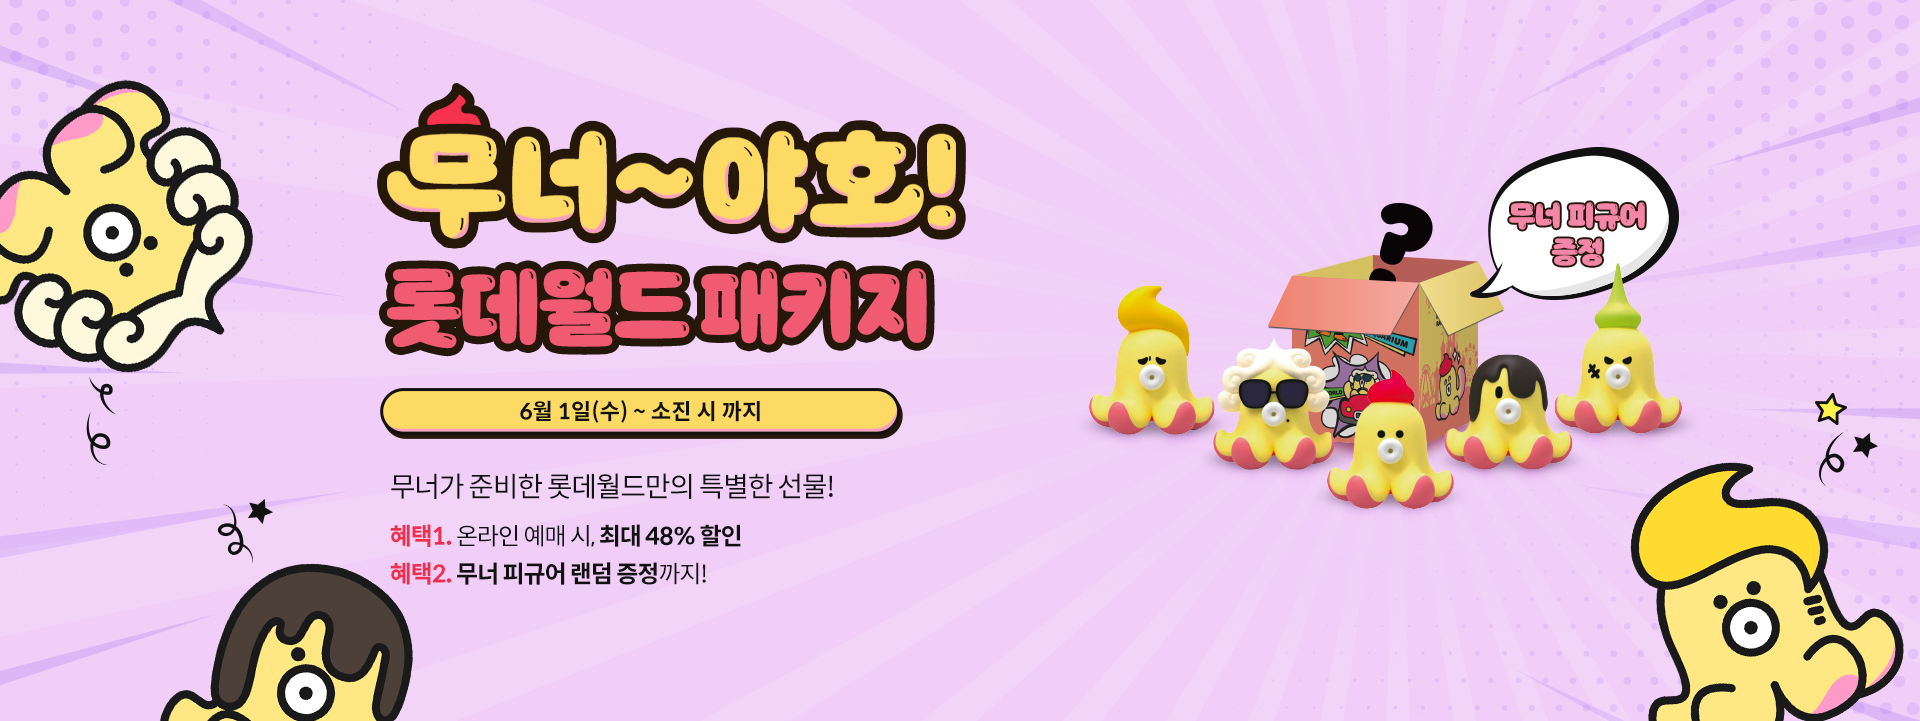 무너~야호!
롯데월드 패키지
6월 1일(수) ~ 소진 시 까지
무너가 준비한 롯데월드만의 특별한 선물!
혜택1. 온라인 예매 시, 최대 48% 할인
혜택2. 무너 피규어 랜덤 증정까지!
?
무너 피규어
증정